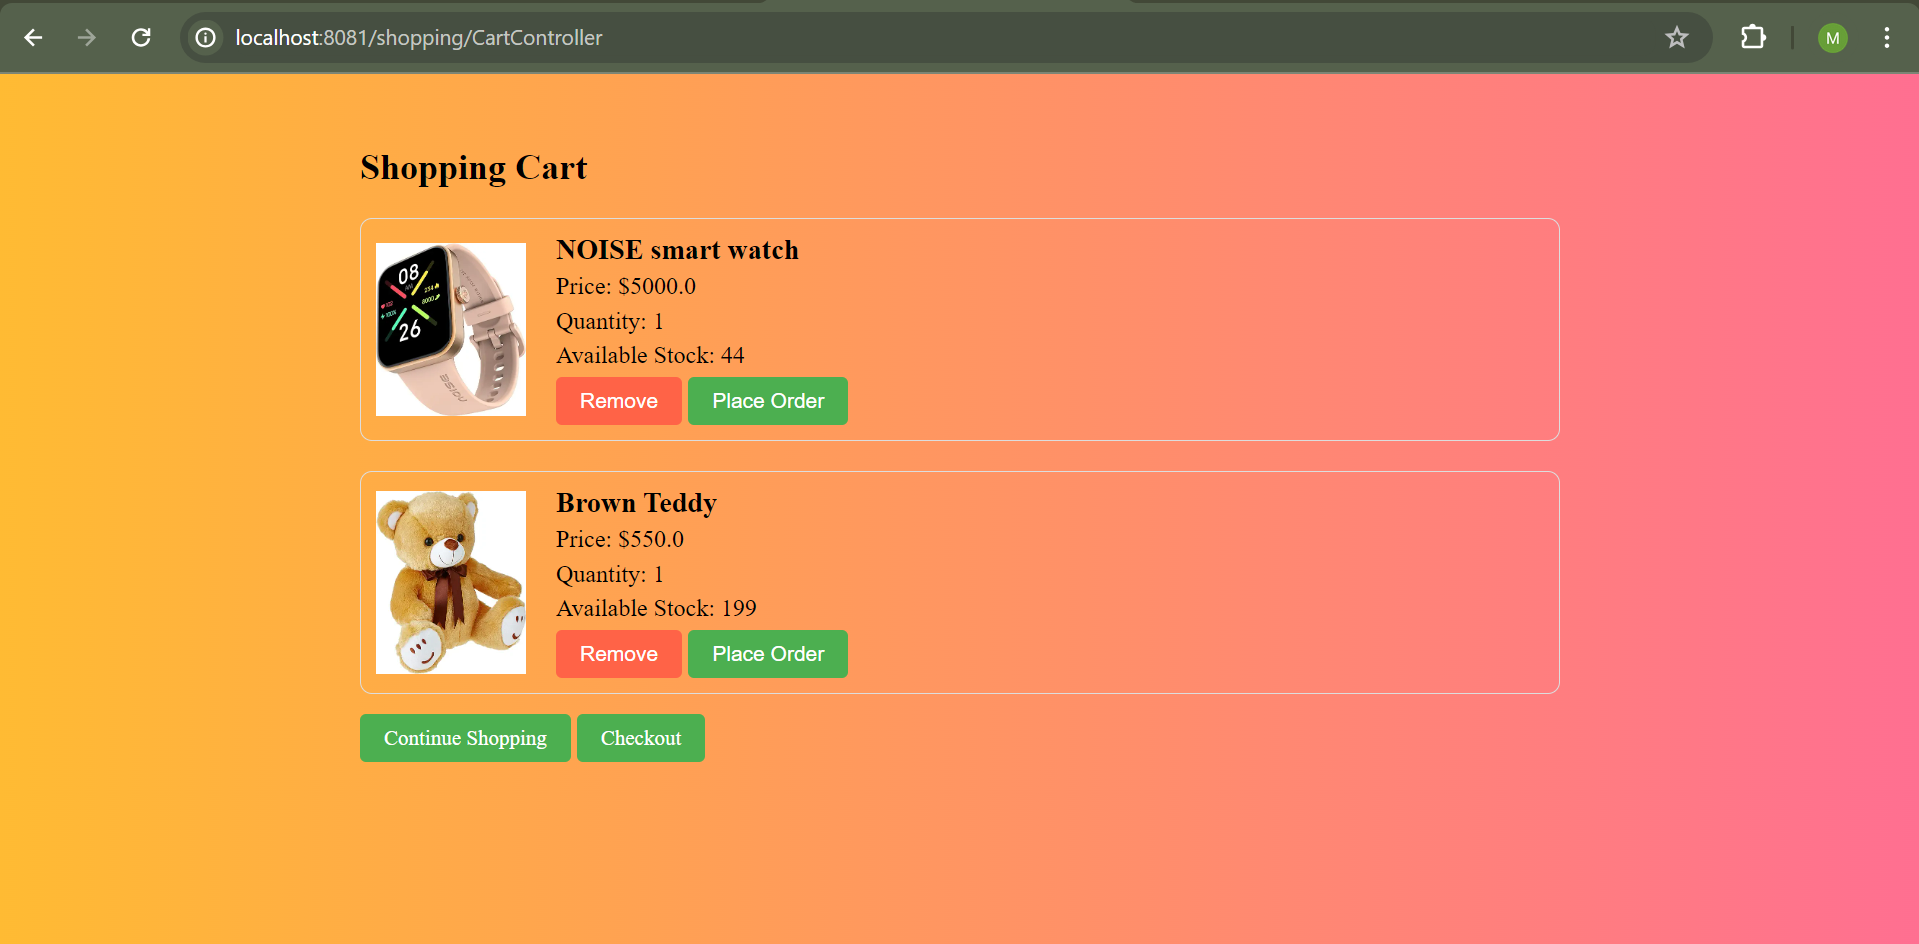 localhost:8081/shopping/CartController
M
Shopping Cart
NOISE smart watch
Price: $5000.0
Quantity: 1
Available Stock: 44
Remove
Place Order
08
26
noise
Brown Teddy
Price: $550.0
Quantity: 1
Available Stock: 199
Remove
Place Order
Continue Shopping
Checkout